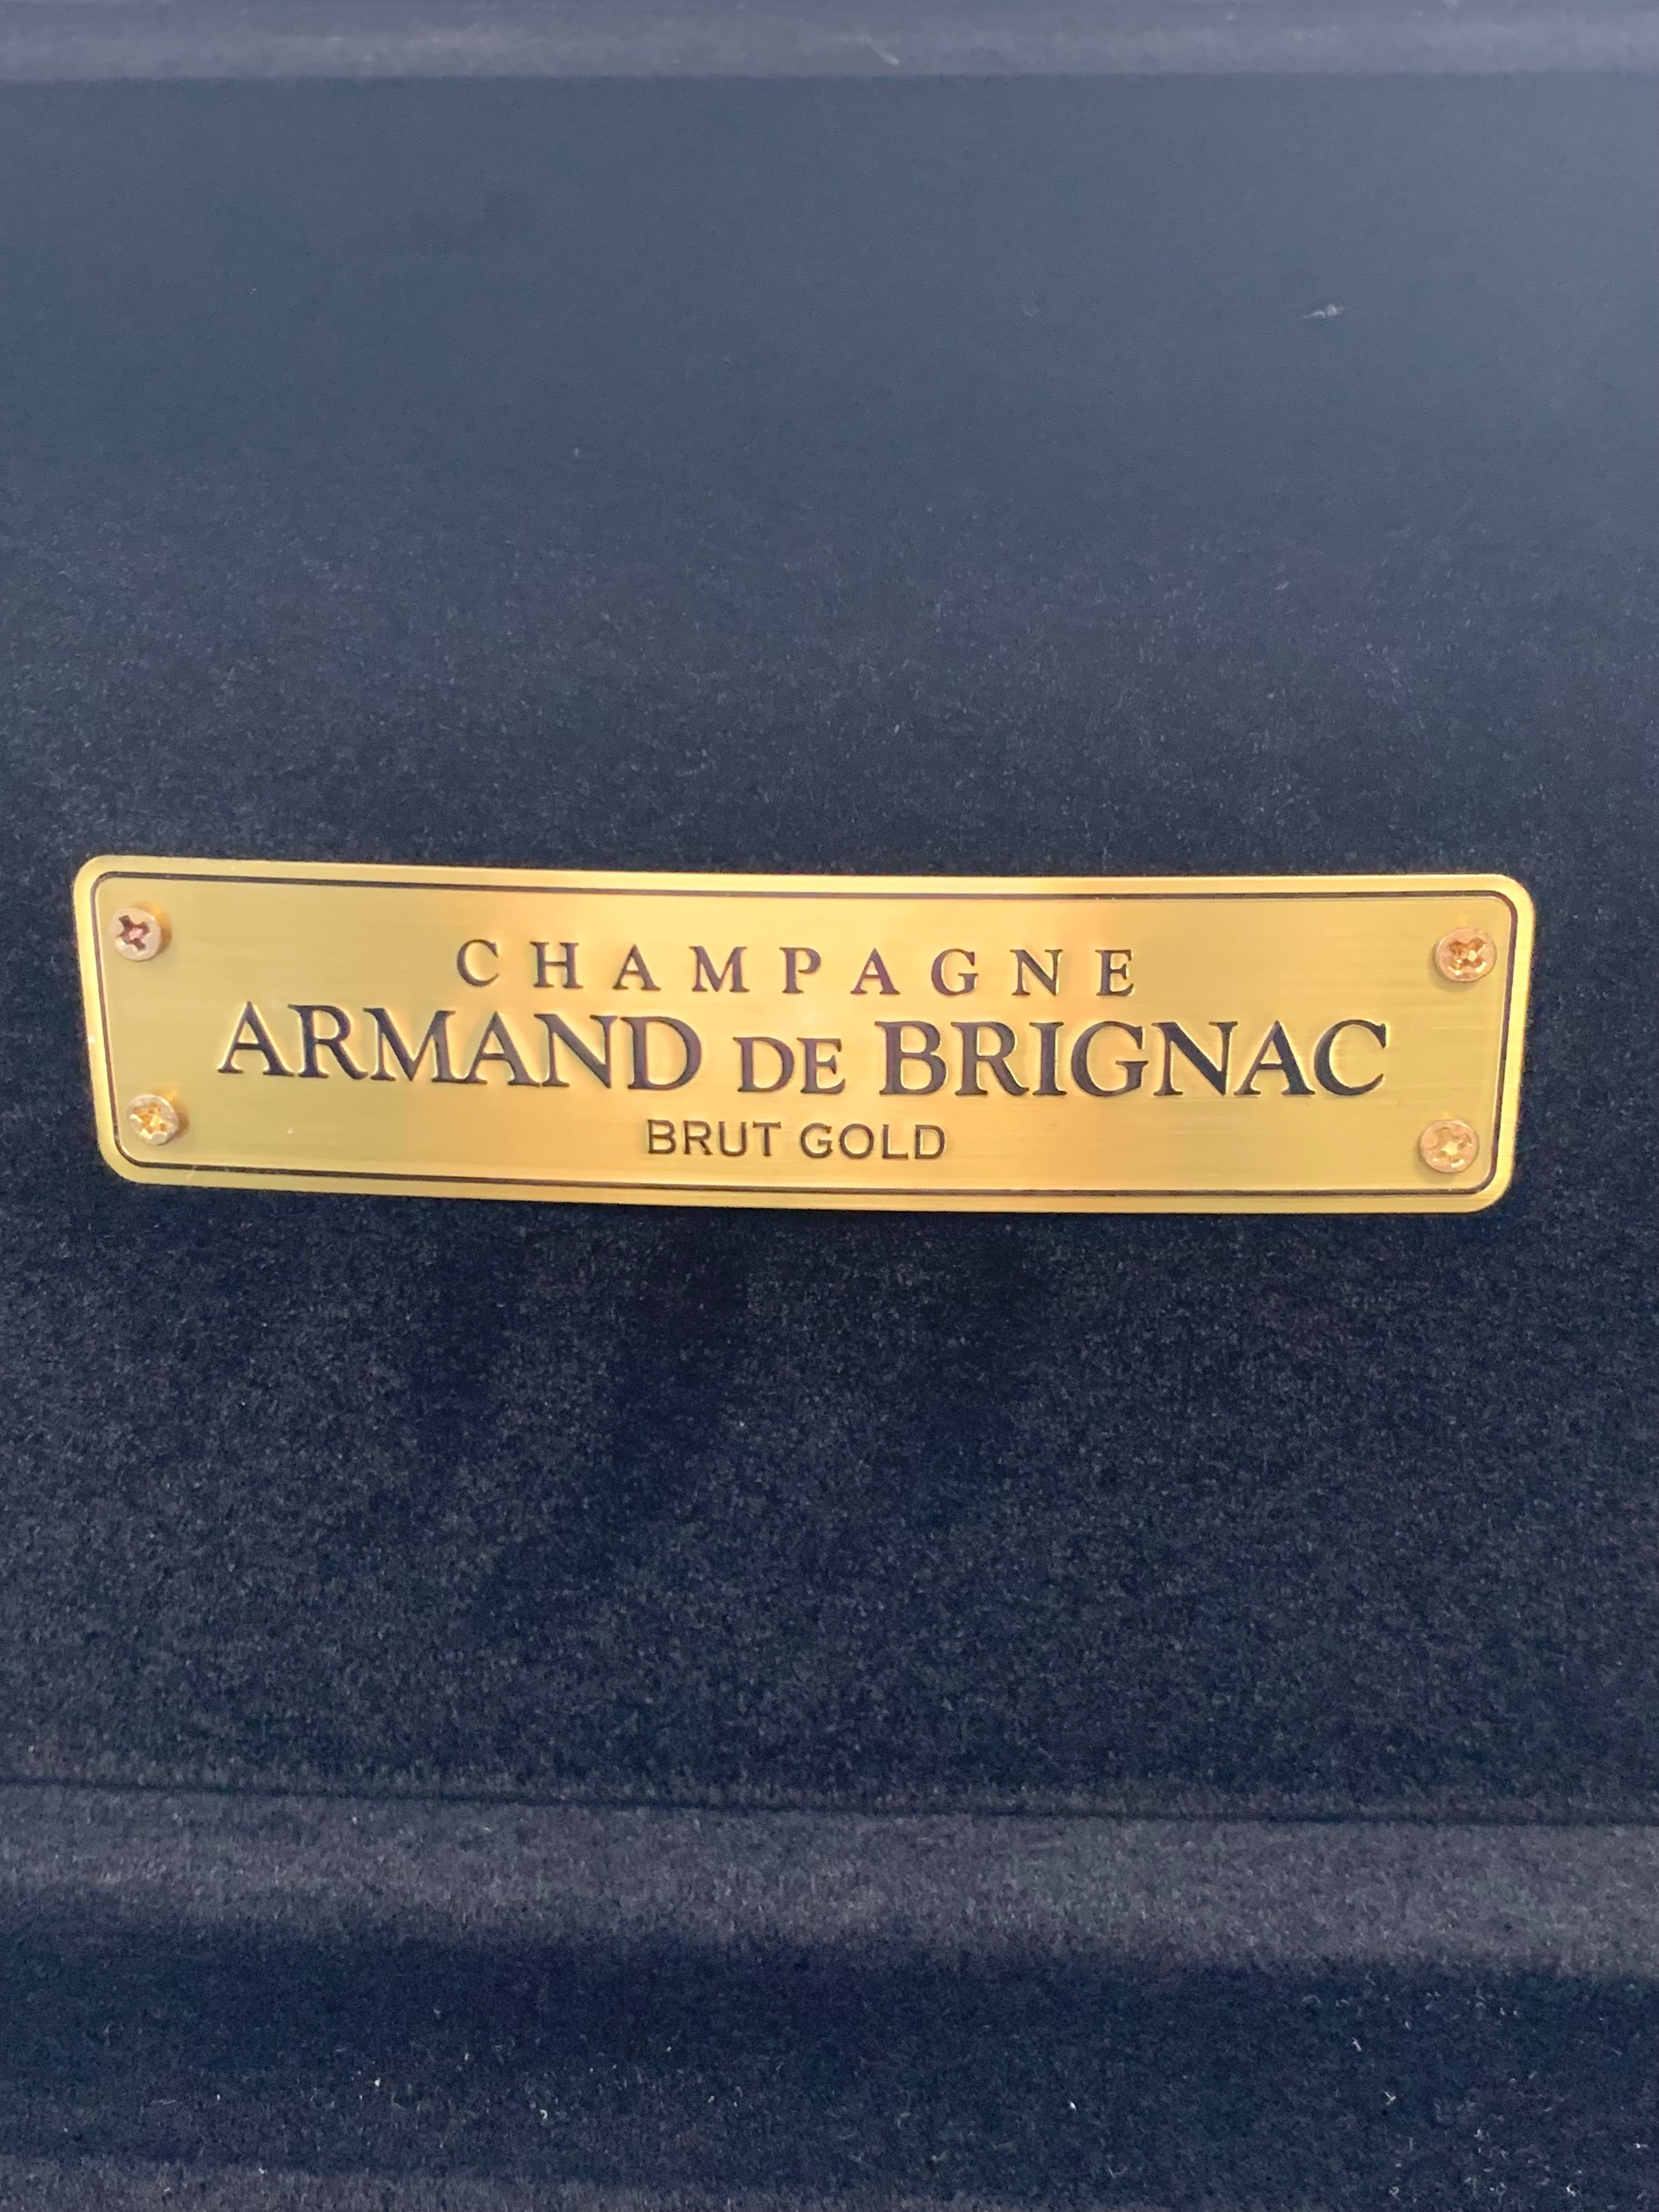 CHAMPAGNE
ARMAND DE BRIGNAC
BRUT GOLD